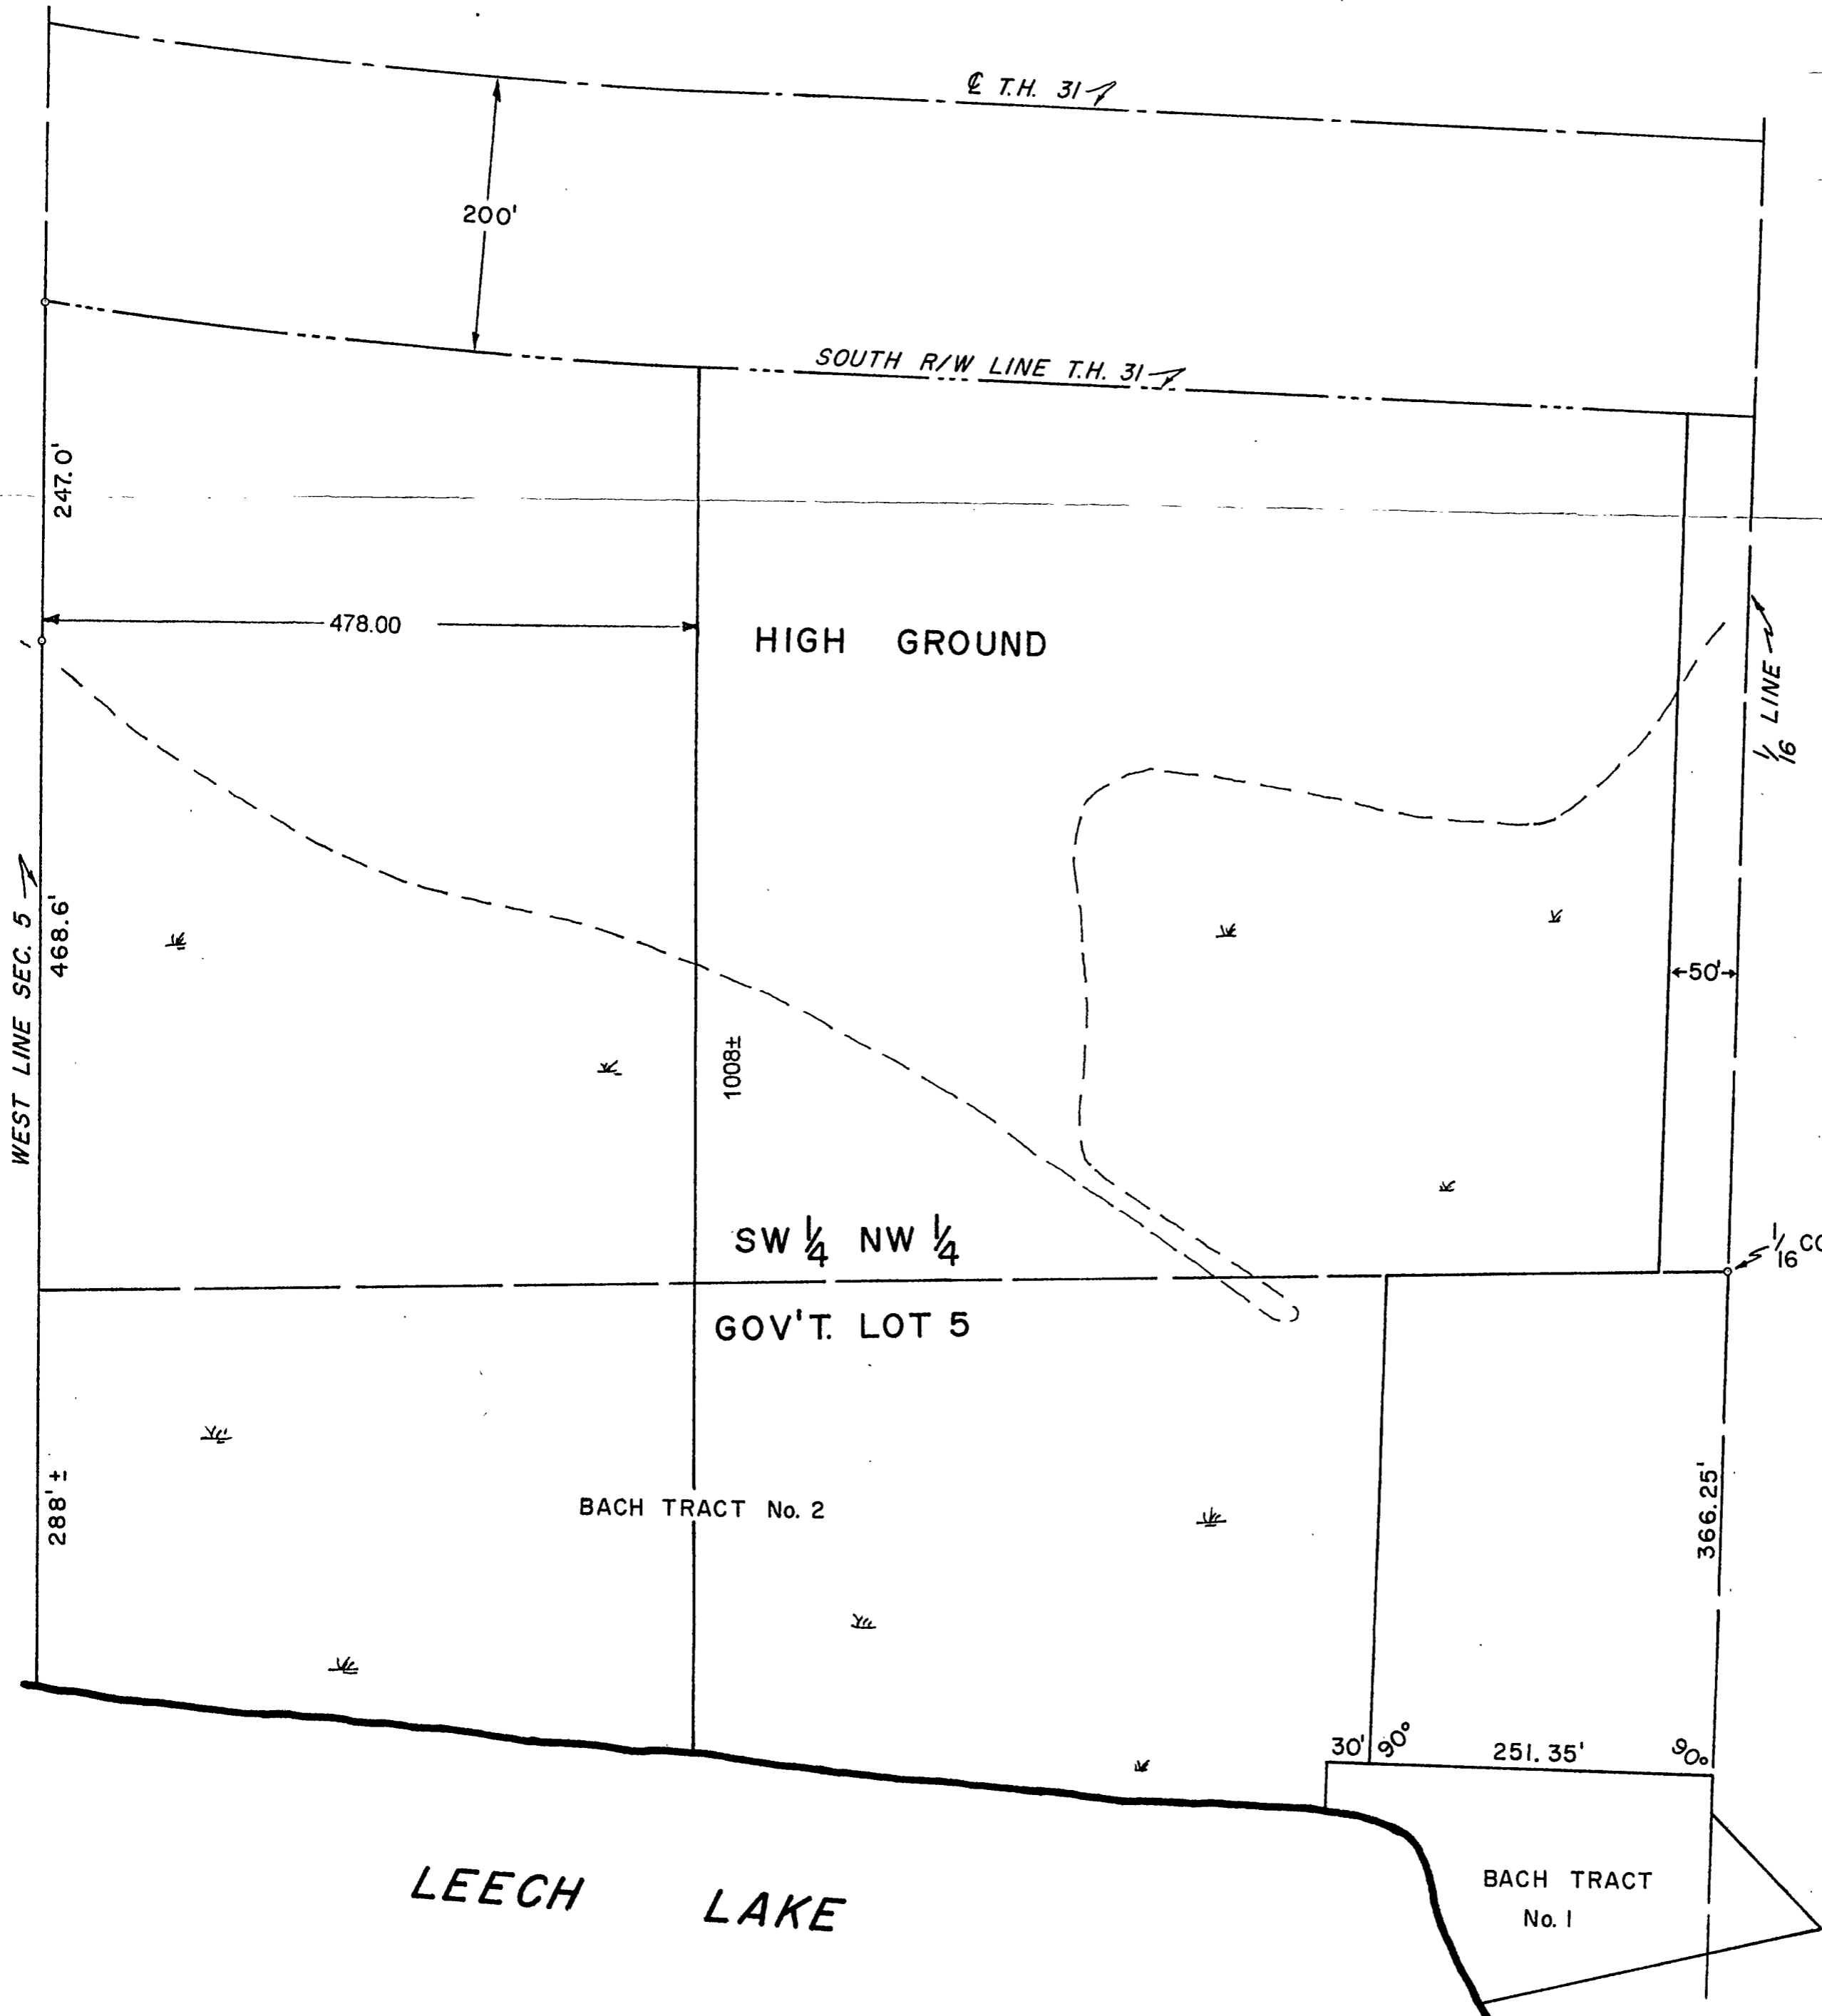 ℄ T.H. 31
200'
SOUTH R/W LINE T.H. 31
247.0'
478.00
HIGH GROUND
1/16 LINE
WEST LINE SEC. 5
468.6'
50'
1008±
SW 1/4 NW 1/4
1/16 CO
GOV'T. LOT 5
288' ±
BACH TRACT No. 2
366.25'
30'
90°
251.35'
90°
BACH TRACT
No. 1
LEECH LAKE